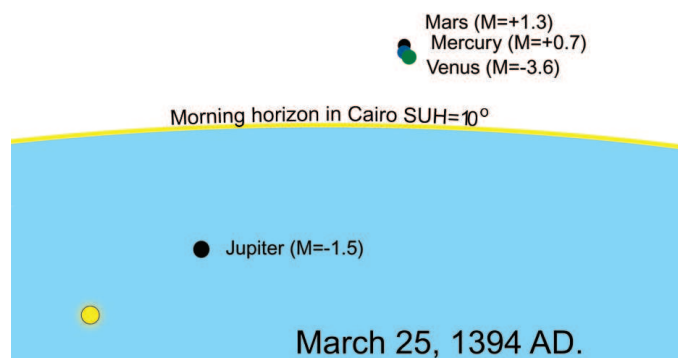 Mars (M=+1.3)
Mercury (M=+0.7)
Venus (M=-3.6)
Morning horizon in Cairo SUH=10°
Jupiter (M=-1.5)
March 25, 1394 AD.